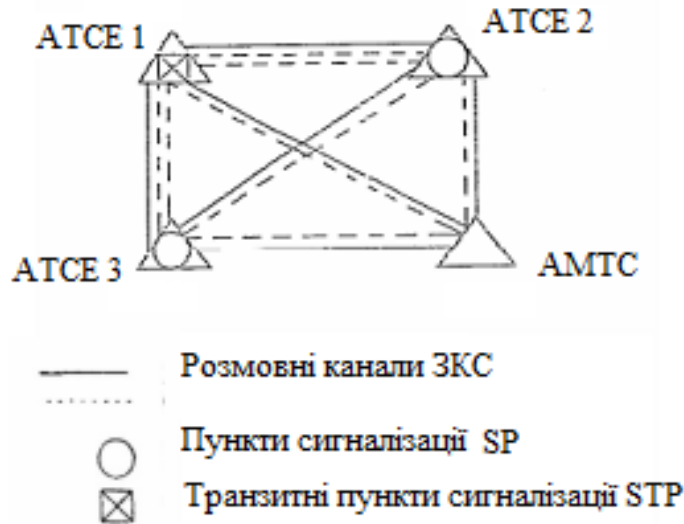 АТСЕ 1
АТСЕ 2
АТСЕ 3
АМТС
Розмовні канали ЗКС
Пункти сигналізації SP
Транзитні пункти сигналізації STP